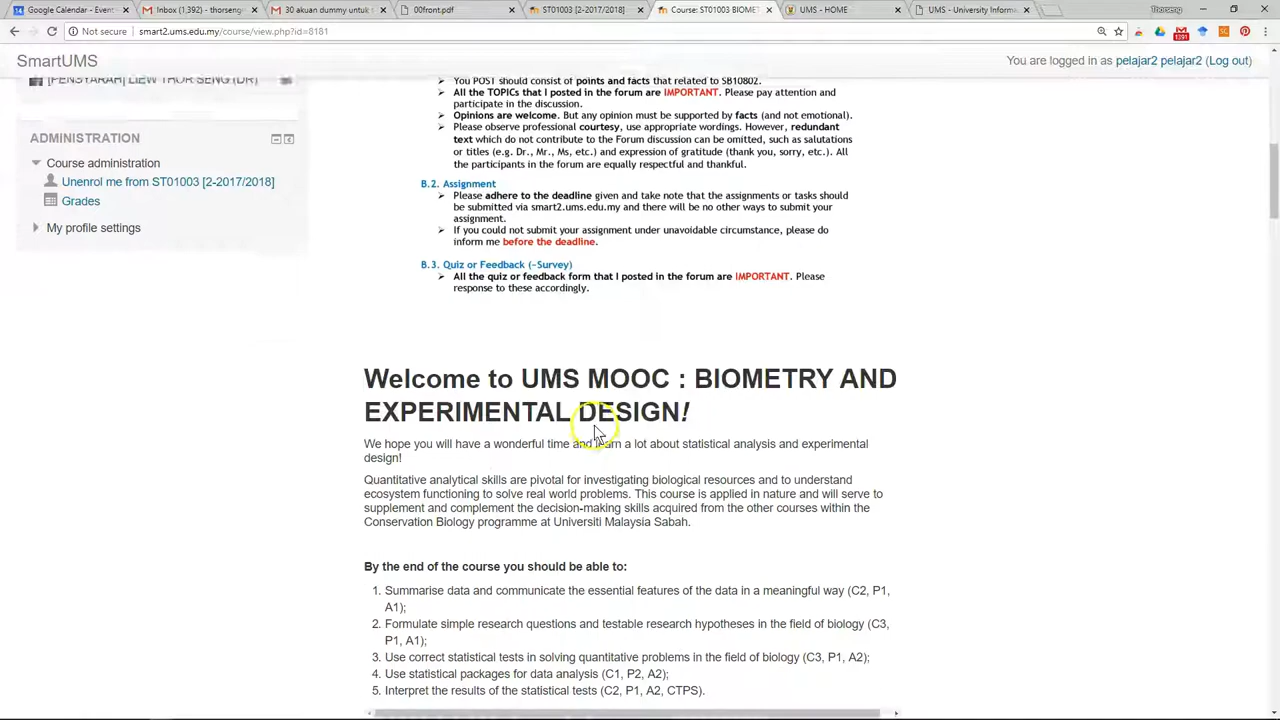 Google Calendar - Event
Inbox (1,392) - thorseng
30 akuan dummy untuk t
00front.pdf
ST01003 [2-2017/2018]
Course: ST01003 BIOMET
UMS - HOME
UMS - University Informa
Thorseng
Not secure | smart2.ums.edu.my/course/view.php?id=8181
1391
SmartUMS
You are logged in as pelajar2 pelajar2 (Log out)
[PENSYARAH] LIEW THOR SENG (DR)
ADMINISTRATION
Course administration
Unenrol me from ST01003 [2-2017/2018]
Grades
My profile settings
You POST should consist of points and facts that related to SB10802.
All the TOPICs that I posted in the forum are IMPORTANT. Please pay attention and
participate in the discussion.
Opinions are welcome. But any opinion must be supported by facts (and not emotional).
Please observe professional courtesy, use appropriate wordings. However, redundant
text which do not contribute to the Forum discussion can be omitted, such as salutations
or titles (e.g. Dr., Mr., Ms, etc.) and expression of gratitude (thank you, sorry, etc.). All
the participants in the forum are equally respectful and thankful.
B.2. Assignment
Please adhere to the deadline given and take note that the assignments or tasks should
be submitted via smart2.ums.edu.my and there will be no other ways to submit your
assignment.
If you could not submit your assignment under unavoidable circumstance, please do
inform me before the deadline.
B.3. Quiz or Feedback (~Survey)
All the quiz or feedback form that I posted in the forum are IMPORTANT. Please
response to these accordingly.
Welcome to UMS MOOC : BIOMETRY AND
EXPERIMENTAL DESIGN!
We hope you will have a wonderful time and learn a lot about statistical analysis and experimental
design!
Quantitative analytical skills are pivotal for investigating biological resources and to understand
ecosystem functioning to solve real world problems. This course is applied in nature and will serve to
supplement and complement the decision-making skills acquired from the other courses within the
Conservation Biology programme at Universiti Malaysia Sabah.
By the end of the course you should be able to:
1. Summarise data and communicate the essential features of the data in a meaningful way (C2, P1,
A1);
2. Formulate simple research questions and testable research hypotheses in the field of biology (C3,
P1, A1);
3. Use correct statistical tests in solving quantitative problems in the field of biology (C3, P1, A2);
4. Use statistical packages for data analysis (C1, P2, A2);
5. Interpret the results of the statistical tests (C2, P1, A2, CTPS).